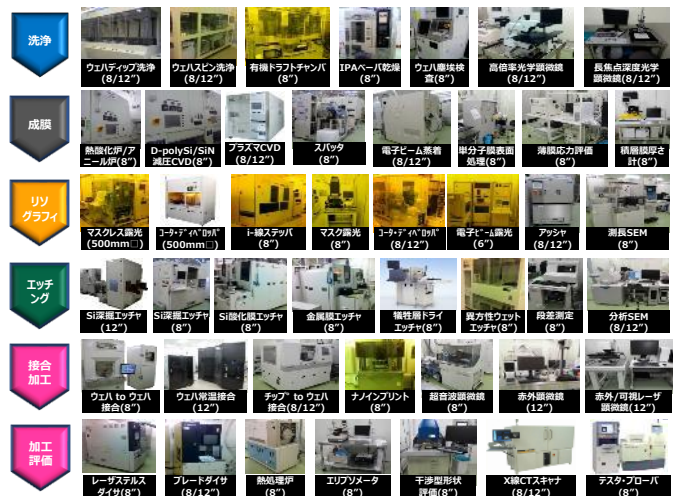 洗浄
ウェハディップ洗浄
(8/12”)
ウェハスピン洗浄
(8/12”)
有機ドラフトチャンバ
(8”)
IPAベーパ乾燥
(8”)
ウェハ塵埃検
査(8”)
高倍率光学顕微鏡
(8/12”)
長焦点深度光学
顕微鏡(8/12”)
成膜
熱酸化炉/ア
ニール炉(8”)
D-polySi/SiN
減圧CVD(8”)
プラズマCVD
(8/12”)
スパッタ
(8”)
電子ビーム蒸着
(8/12”)
単分子膜表面
処理(8”)
薄膜応力評価
(8”)
積層膜厚さ
計(8”)
リソ
グラフィ
マスクレス露光
(500mm□)
ｺｰﾀ・ﾃﾞｨﾍﾞﾛｯﾊﾟ
(500mm□)
i-線ステッパ
(8”)
マスク露光
(8”)
ｺｰﾀ・ﾃﾞｨﾍﾞﾛｯﾊﾟ
(8/12”)
電子ﾋﾞｰﾑ露光
(6”)
アッシャ
(8/12”)
測長SEM
(8”)
エッチ
ング
Si深掘エッチャ
(12”)
Si深掘エッチャ
(8”)
Si酸化膜エッチャ
(8”)
金属膜エッチャ
(8”)
犠牲層ドライ
エッチャ(8”)
異方性ウェット
エッチャ(8”)
段差測定
(8”)
分析SEM
(8/12”)
接合
加工
ウェハ to ウェハ
接合(8”)
ウェハ常温接合
(12”)
チップ to ウェハ
接合(8/12”)
ナノインプリント
(8”)
超音波顕微鏡
(8”)
赤外顕微鏡
(12”)
赤外/可視レーザ
顕微鏡(12”)
加工
評価
レーザステルス
ダイサ(8”)
ブレードダイサ
(8/12”)
熱処理炉
(8”)
エリプソメータ
(8”)
干渉型形状
評価(8”)
X線CTスキャナ
(8/12”)
テスタ・プローバ
(8”)